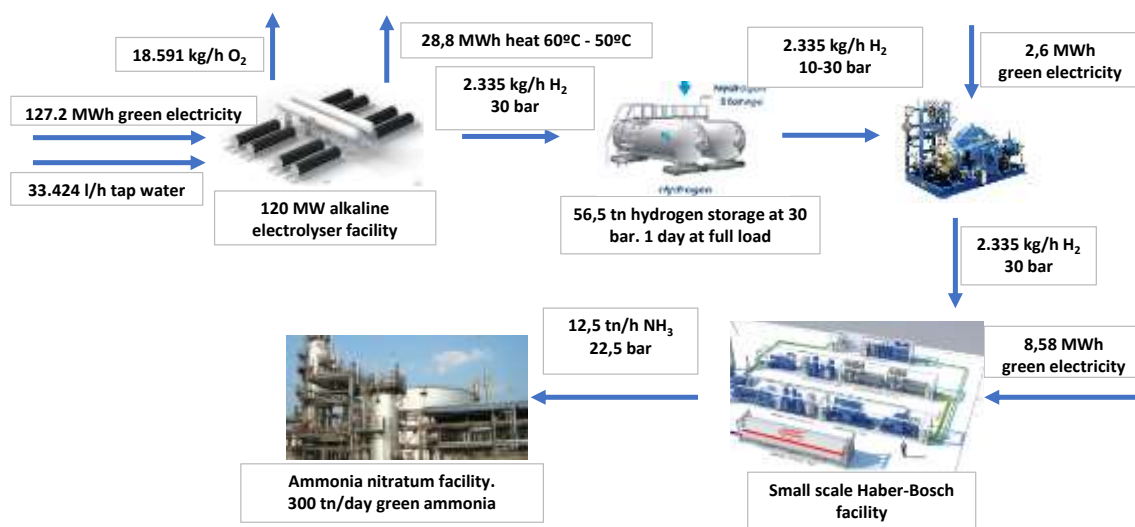 18.591 kg/h O2
28,8 MWh heat 60ºC - 50ºC
127.2 MWh green electricity
33.424 l/h tap water
120 MW alkaline
electrolyser facility
2.335 kg/h H2
30 bar
Storage
Hydrogen
56,5 tn hydrogen storage at 30
bar. 1 day at full load
2.335 kg/h H2
10-30 bar
2,6 MWh
green electricity
2.335 kg/h H2
30 bar
8,58 MWh
green electricity
Small scale Haber-Bosch
facility
12,5 tn/h NH3
22,5 bar
Ammonia nitratum facility.
300 tn/day green ammonia